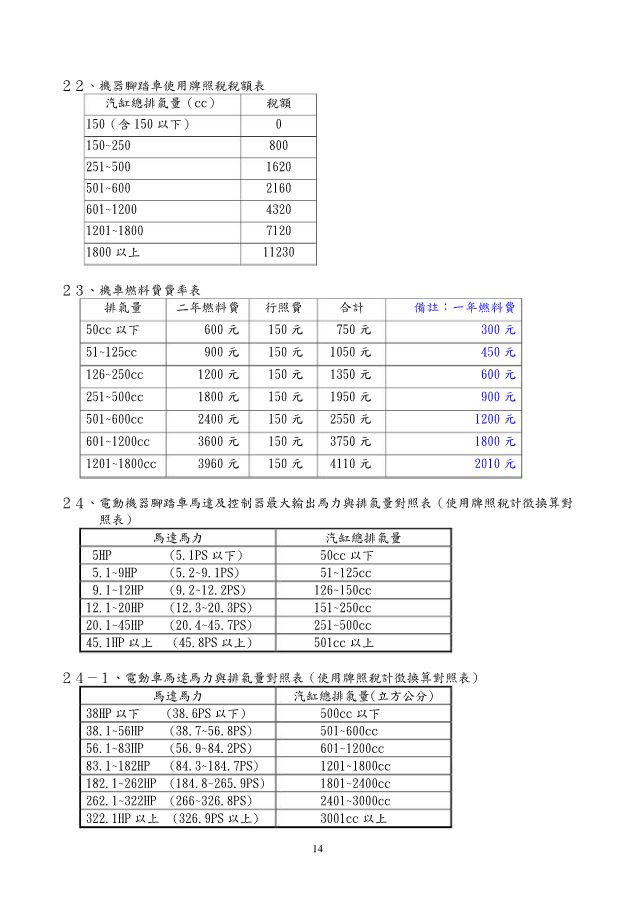 ２２、機器腳踏車使用牌照稅稅額表
汽缸總排氣量（cc） 稅額
150（含 150 以下） 0
150~250 800
251~500 1620
501~600 2160
601~1200 4320
1201~1800 7120
1800 以上 11230
２３、機車燃料費費率表
排氣量 二年燃料費 行照費 合計 備註：一年燃料費
50cc 以下 600 元 150 元 750 元 300 元
51~125cc 900 元 150 元 1050 元 450 元
126~250cc 1200 元 150 元 1350 元 600 元
251~500cc 1800 元 150 元 1950 元 900 元
501~600cc 2400 元 150 元 2550 元 1200 元
601~1200cc 3600 元 150 元 3750 元 1800 元
1201~1800cc 3960 元 150 元 4110 元 2010 元
２４、電動機器腳踏車馬達及控制器最大輸出馬力與排氣量對照表（使用牌照稅計徵換算對
照表）
馬達馬力 汽缸總排氣量
5HP （5.1PS 以下） 50cc 以下
5.1~9HP （5.2~9.1PS） 51~125cc
9.1~12HP （9.2~12.2PS） 126~150cc
12.1~20HP （12.3~20.3PS） 151~250cc
20.1~45HP （20.4~45.7PS） 251~500cc
45.1HP 以上 （45.8PS 以上） 501cc 以上
２４－１、電動車馬達馬力與排氣量對照表（使用牌照稅計徵換算對照表）
馬達馬力 汽缸總排氣量(立方公分)
38HP 以下 （38.6PS 以下） 500cc 以下
38.1~56HP （38.7~56.8PS） 501~600cc
56.1~83HP （56.9~84.2PS） 601~1200cc
83.1~182HP （84.3~184.7PS） 1201~1800cc
182.1~262HP （184.8~265.9PS） 1801~2400cc
262.1~322HP （266~326.8PS） 2401~3000cc
322.1HP 以上 （326.9PS 以上） 3001cc 以上
14